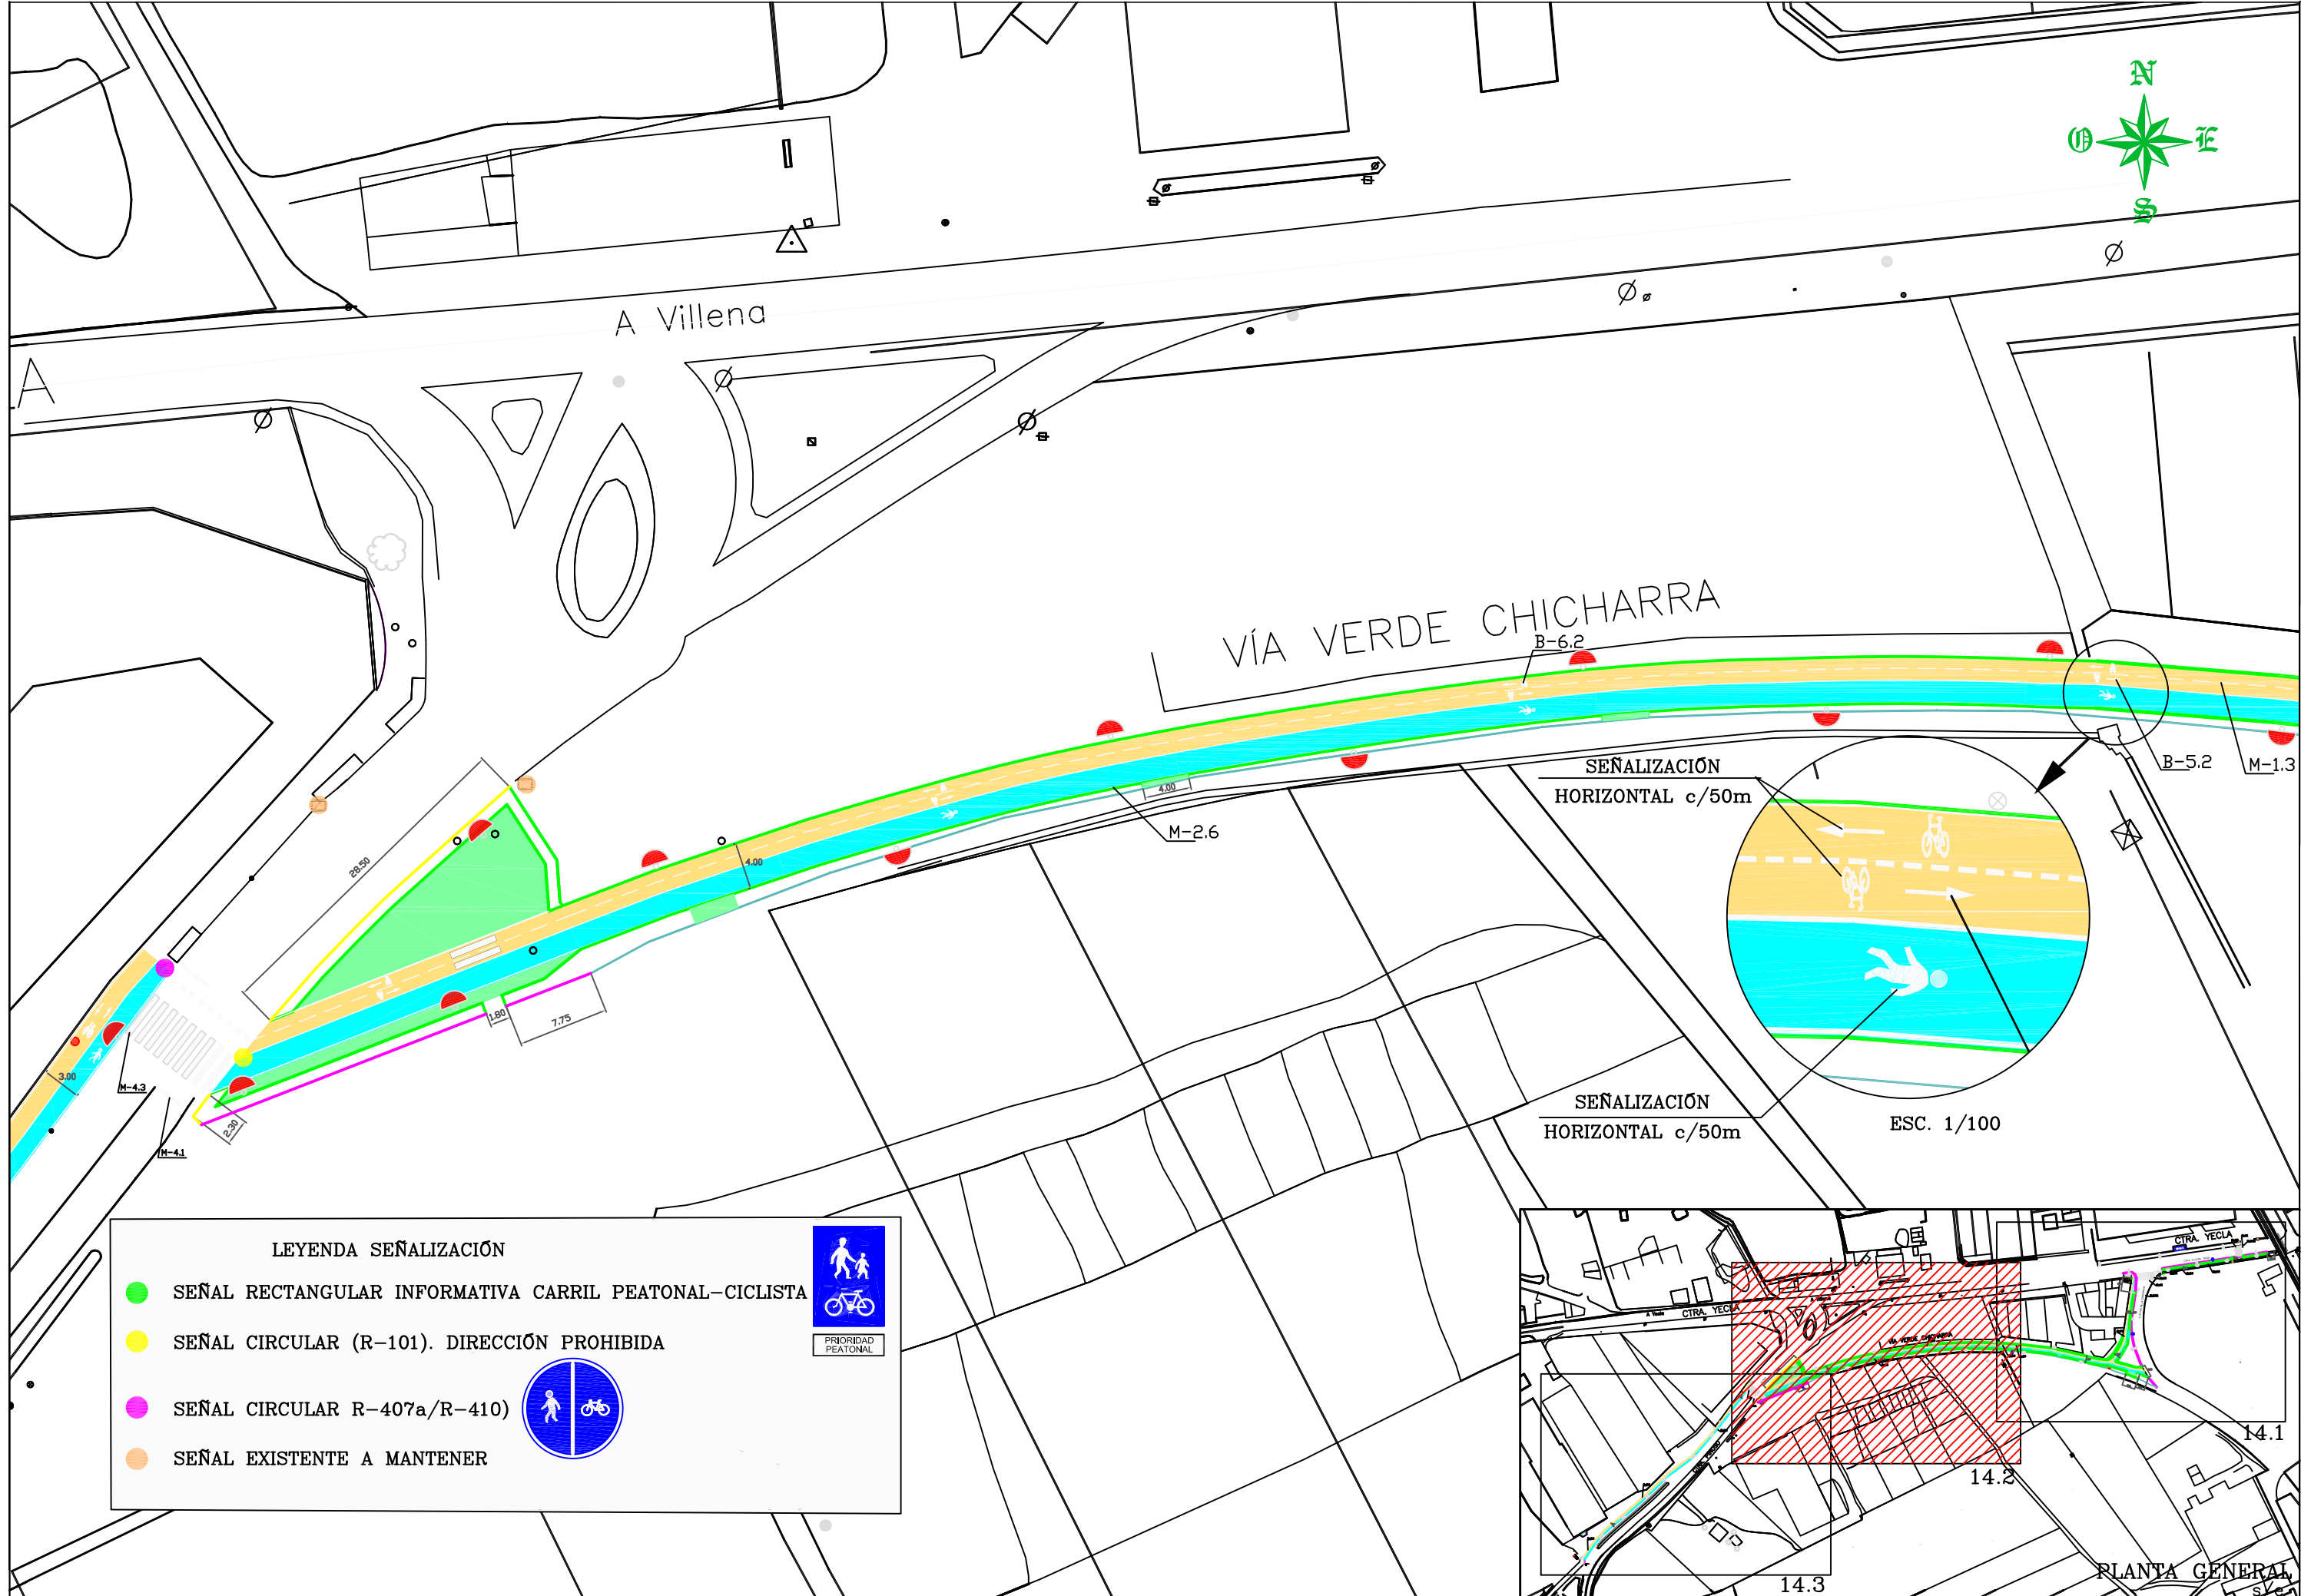 N
O
E
S
A Villena
A
VÍA VERDE CHICHARRA
B-6.2
B-5.2
M-1.3
M-2.6
4.00
4.00
28.50
1.80
7.75
3.00
2.30
M-4.3
M-4.1
SEÑALIZACIÓN
HORIZONTAL c/50m
SEÑALIZACIÓN
HORIZONTAL c/50m
ESC. 1/100
LEYENDA SEÑALIZACIÓN
SEÑAL RECTANGULAR INFORMATIVA CARRIL PEATONAL-CICLISTA
PRIORIDAD
PEATONAL
SEÑAL CIRCULAR (R-101). DIRECCIÓN PROHIBIDA
SEÑAL CIRCULAR R-407a/R-410)
SEÑAL EXISTENTE A MANTENER
CTRA. YECLA
CTRA. YECLA
VÍA VERDE CHICHARRA
14.1
14.2
14.3
PLANTA GENERAL
s/e